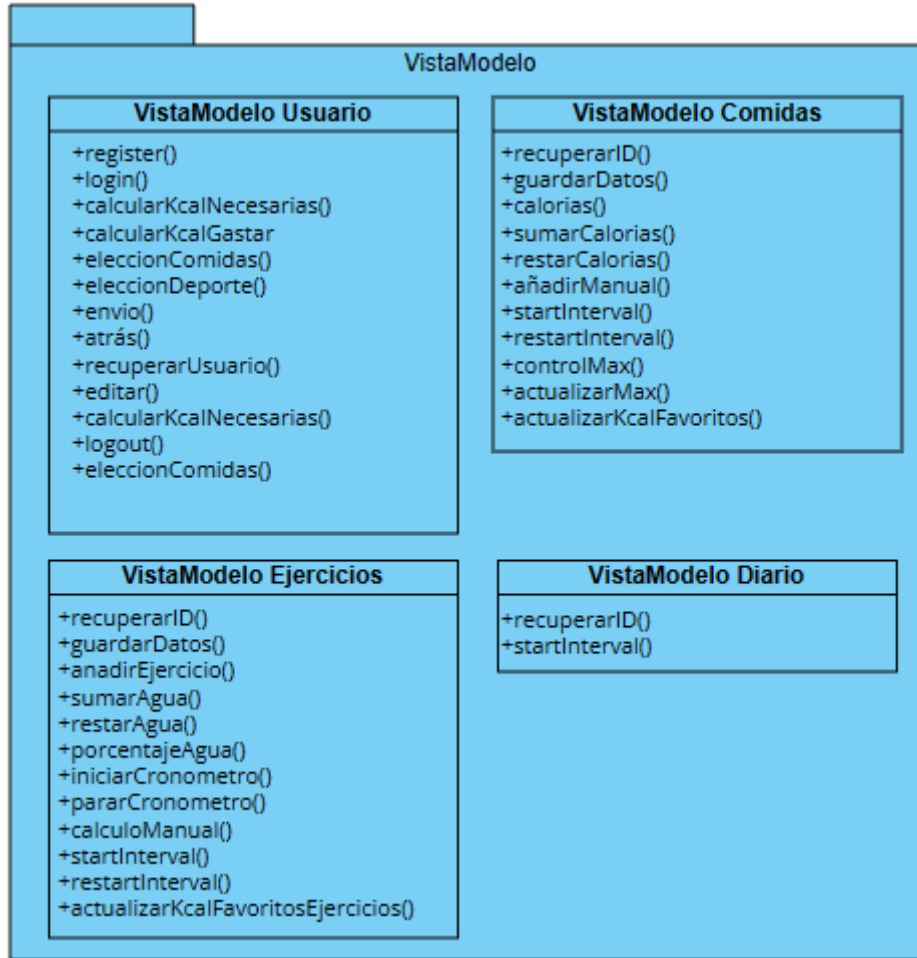 VistaModelo
VistaModelo Usuario
+register()
+login()
+calcularKcalNecesarias()
+calcularKcalGastar
+eleccionComidas()
+eleccionDeporte()
+envio()
+atrás()
+recuperarUsuario()
+editar()
+calcularKcalNecesarias()
+logout()
+eleccionComidas()
VistaModelo Comidas
+recuperarID()
+guardarDatos()
+calorias()
+sumarCalorias()
+restarCalorias()
+añadirManual()
+startInterval()
+restartInterval()
+controlMax()
+actualizarMax()
+actualizarKcalFavoritos()
VistaModelo Ejercicios
+recuperarID()
+guardarDatos()
+anadirEjercicio()
+sumarAgua()
+restarAgua()
+porcentajeAgua()
+iniciarCronometro()
+pararCronometro()
+calculoManual()
+startInterval()
+restartInterval()
+actualizarKcalFavoritosEjercicios()
VistaModelo Diario
+recuperarID()
+startInterval()